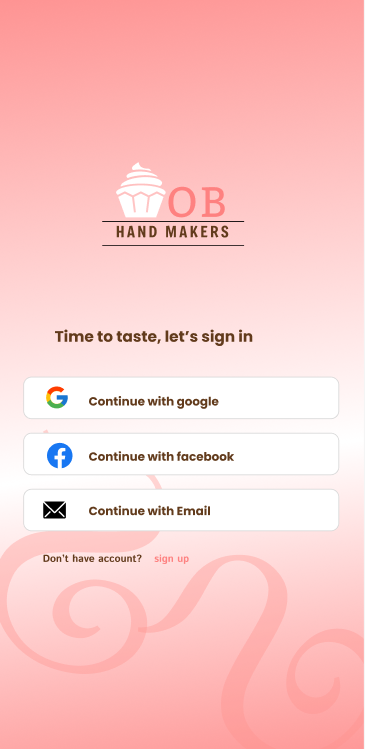 OB
HAND MAKERS
Time to taste, let's sign in
Continue with google
Continue with facebook
Continue with Email
Don't have account? sign up